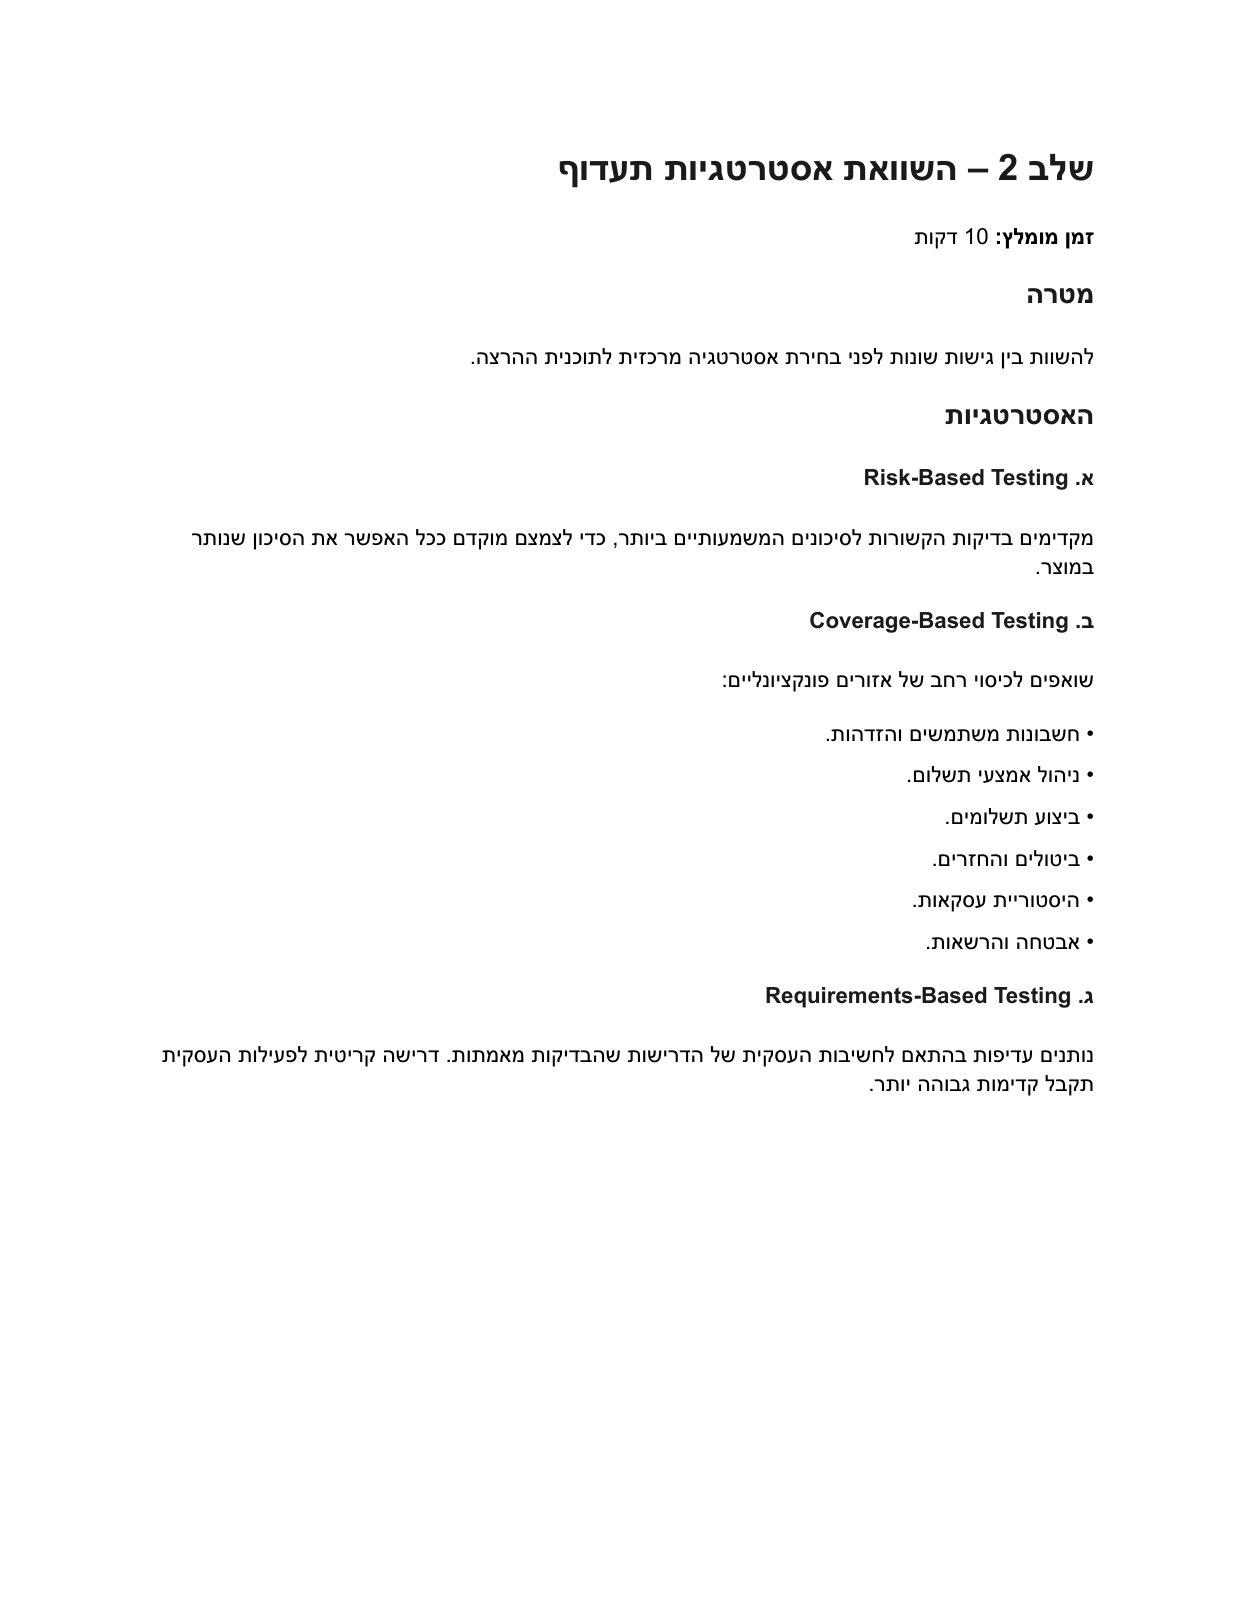 שלב 2 – השוואת אסטרטגיות תעדוף
זמן מומלץ: 10 דקות
מטרה
להשוות בין גישות שונות לפני בחירת אסטרטגיה מרכזית לתוכנית ההרצה.
האסטרטגיות
א. Risk-Based Testing
מקדימים בדיקות הקשורות לסיכונים המשמעותיים ביותר, כדי לצמצם מוקדם ככל האפשר את הסיכון שנותר
במוצר.
ב. Coverage-Based Testing
שואפים לכיסוי רחב של אזורים פונקציונליים:
• חשבונות משתמשים והזדהות.
• ניהול אמצעי תשלום.
• ביצוע תשלומים.
• ביטולים והחזרים.
• היסטוריית עסקאות.
• אבטחה והרשאות.
ג. Requirements-Based Testing
נותנים עדיפות בהתאם לחשיבות העסקית של הדרישות שהבדיקות מאמתות. דרישה קריטית לפעילות העסקית
תקבל קדימות גבוהה יותר.